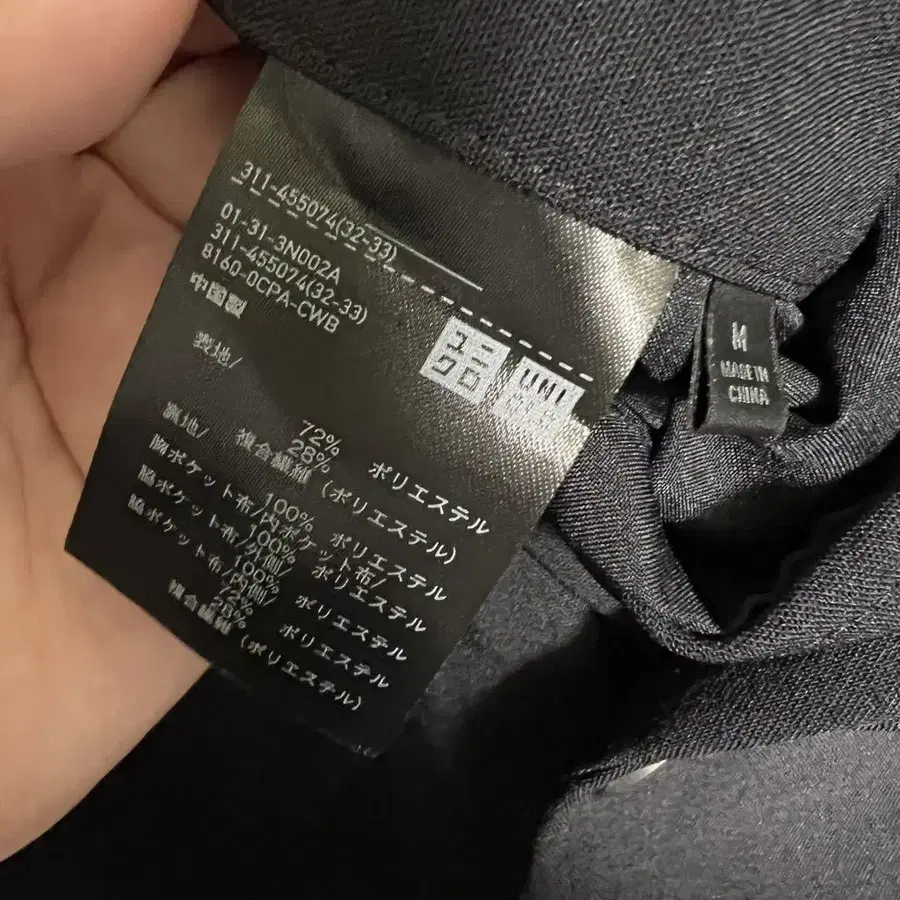 311-455074(32-33)
01-31-3N002A
311-455074(32-33)
8160-0CPA-CWB
中国製
ユニ
クロ
UNI
表地/
72% ポリエステル
28% 複合繊維 (ポリエステル)
裏地/
100% ポリエステル
胸ポケット布/内ポケット布/
100% ポリエステル
脇ポケット布/外側/
100% ポリエステル
脇ポケット布/内側/
72% ポリエステル
28% 複合繊維 (ポリエステル)
M
MADE IN
CHINA